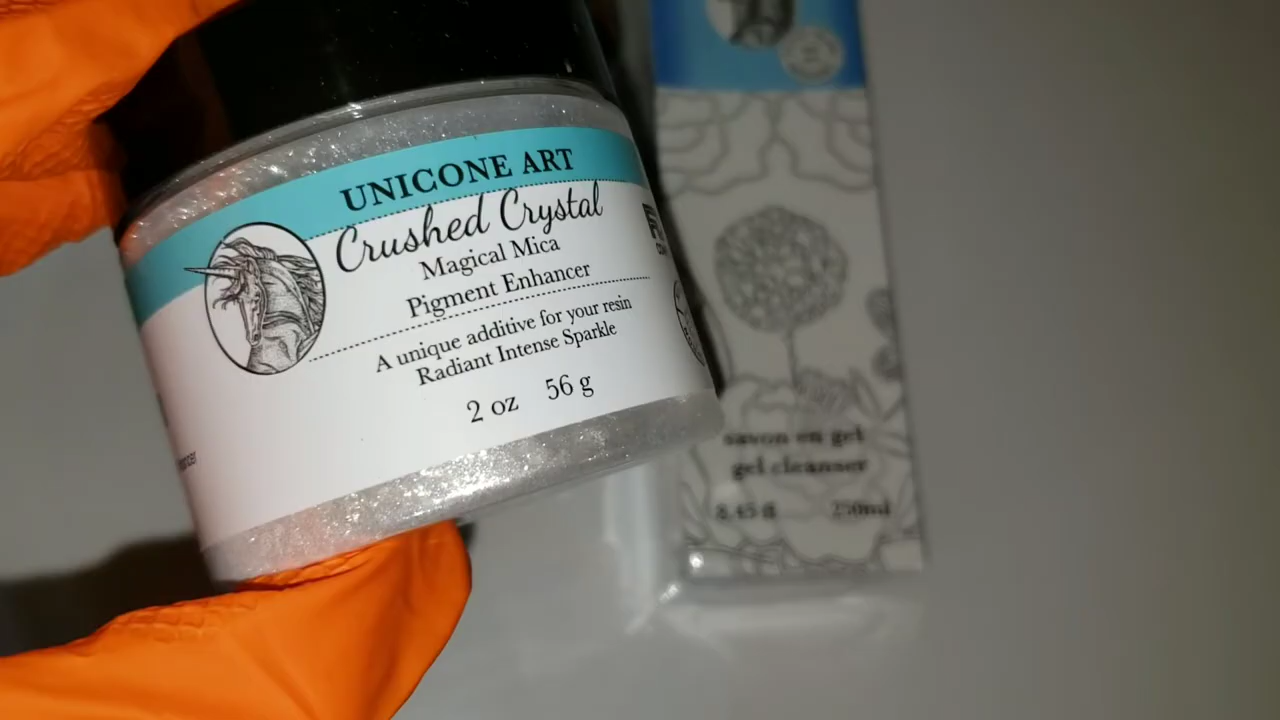 UNICONE ART
Crushed Crystal
Magical Mica
Pigment Enhancer
A unique additive for your resin
Radiant Intense Sparkle
2 oz 56 g
savon en gel
gel cleanser
8.45 fl 250ml